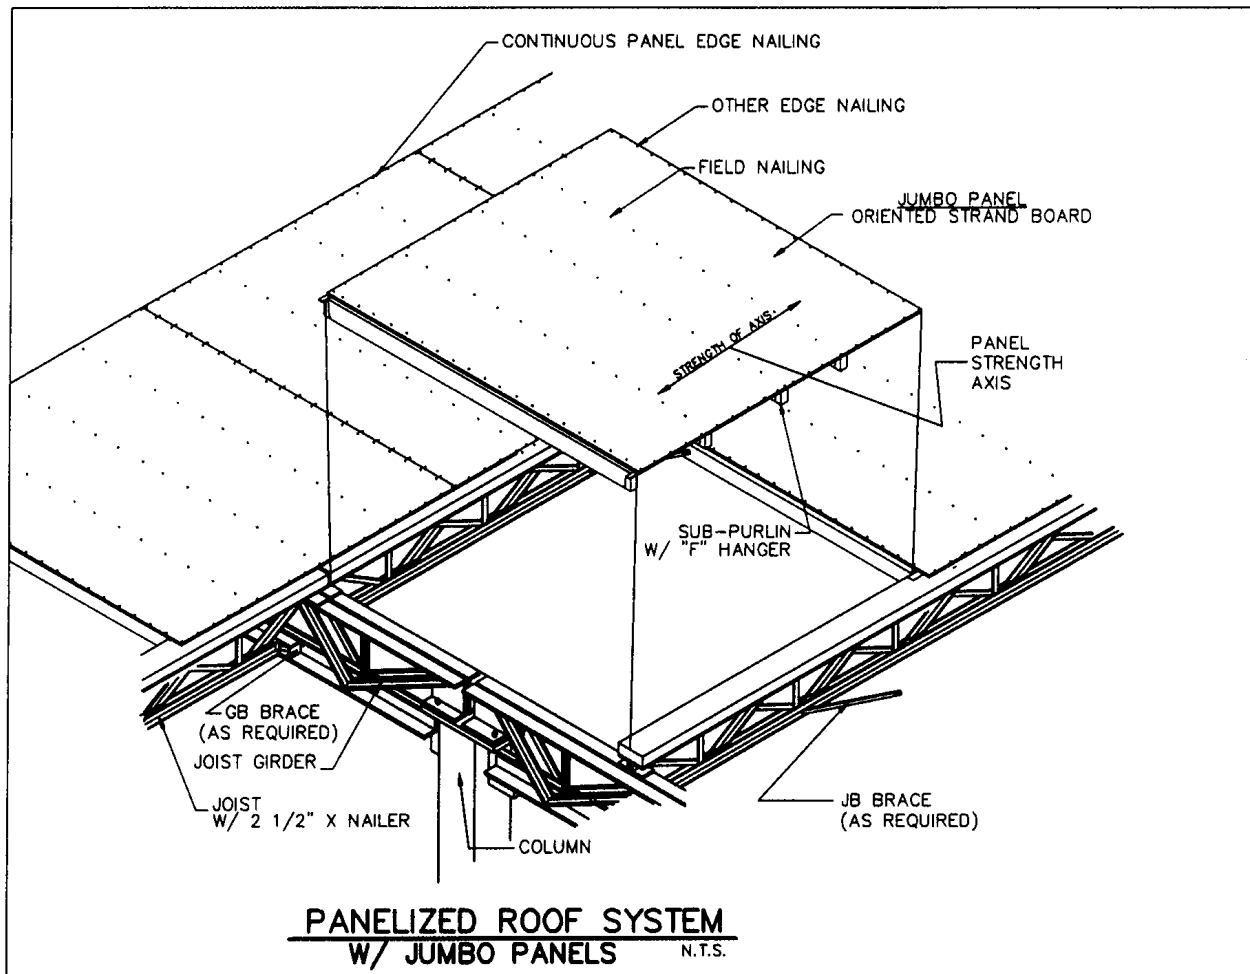 CONTINUOUS PANEL EDGE NAILING
OTHER EDGE NAILING
FIELD NAILING
JUMBO PANEL
ORIENTED STRAND BOARD
STRENGTH OF AXIS.
PANEL
STRENGTH
AXIS
SUB-PURLIN
W/ "F" HANGER
GB BRACE
(AS REQUIRED)
JOIST GIRDER
JOIST
W/ 2 1/2" X NAILER
COLUMN
JB BRACE
(AS REQUIRED)
PANELIZED ROOF SYSTEM
W/ JUMBO PANELS N.T.S.